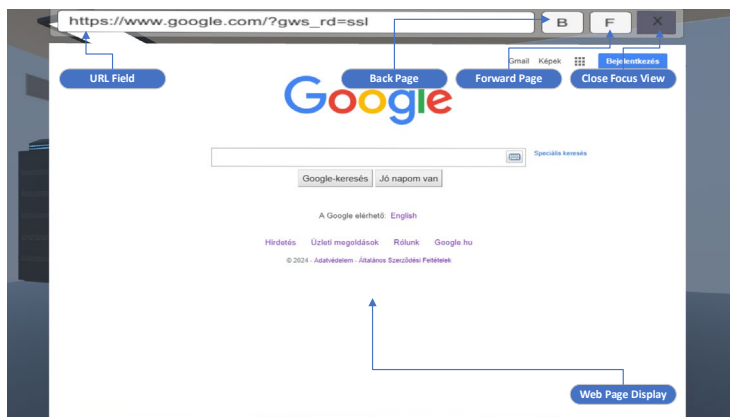 https://www.google.com/?gws_rd=ssl B F X
Gmail Képek Bejelentkezés
URL Field Back Page Forward Page Close Focus View
Google
Speciális keresés
Google-keresés Jó napom van
A Google elérhető: English
Hirdetés Üzleti megoldások Rólunk Google.hu
© 2024 - Adatvédelem - Általános Szerződési Feltételek
Web Page Display